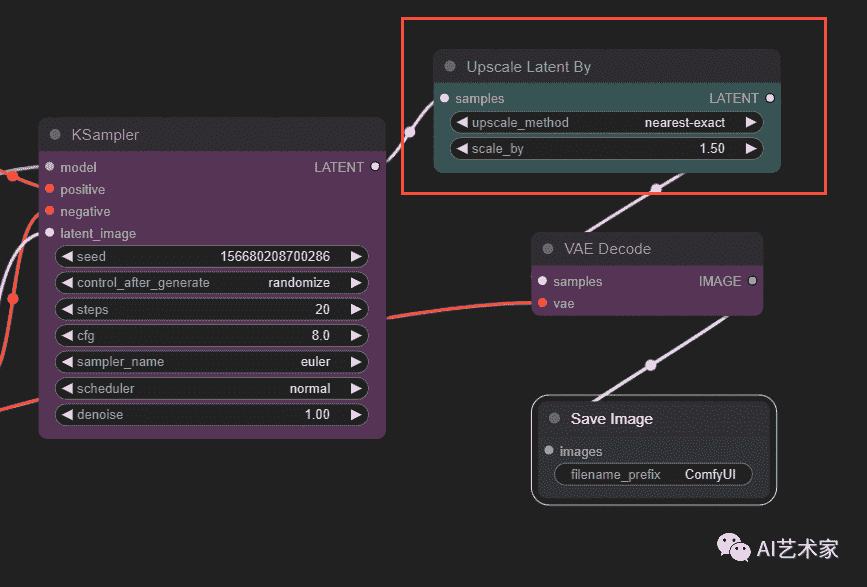 Upscale Latent By
samples LATENT
upscale_method nearest-exact
scale_by 1.50
KSampler
model LATENT
positive
negative
latent_image
seed 156680208700286
control_after_generate randomize
steps 20
cfg 8.0
sampler_name euler
scheduler normal
denoise 1.00
VAE Decode
samples IMAGE
vae
Save Image
images
filename_prefix ComfyUI
AI艺术家